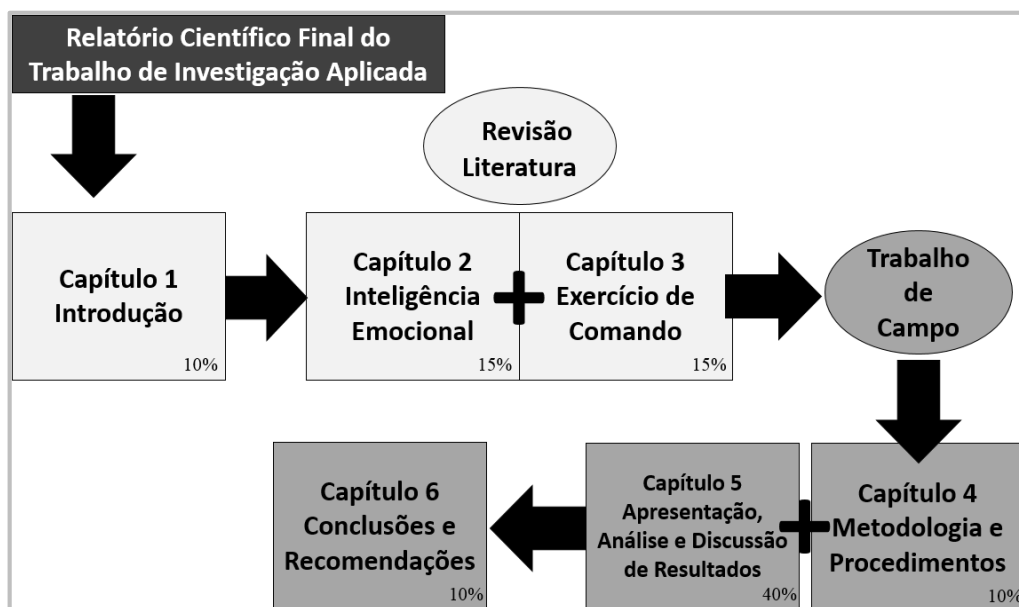 Relatório Científico Final do
Trabalho de Investigação Aplicada
Revisão
Literatura
Capítulo 1
Introdução
10%
Capítulo 2
Inteligência
Emocional
15%
Capítulo 3
Exercício de
Comando
15%
Trabalho
de
Campo
Capítulo 4
Metodologia e
Procedimentos
10%
Capítulo 5
Apresentação,
Análise e Discussão
de Resultados
40%
Capítulo 6
Conclusões e
Recomendações
10%